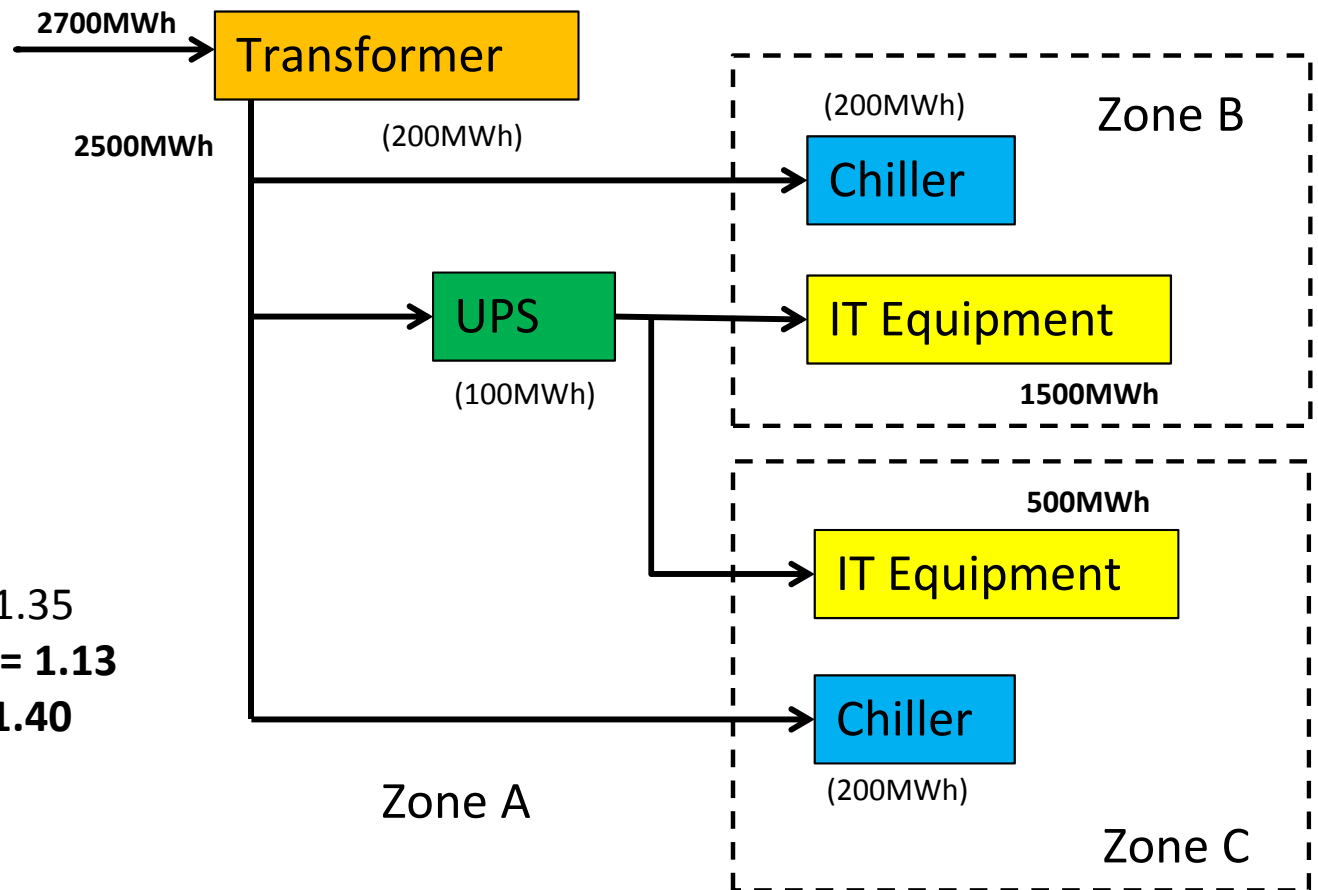 2700MWh
Transformer
2500MWh
(200MWh)
(200MWh)
Zone B
Chiller
UPS
(100MWh)
IT Equipment
1500MWh
500MWh
IT Equipment
1.35
= 1.13
1.40
Chiller
(200MWh)
Zone A
Zone C